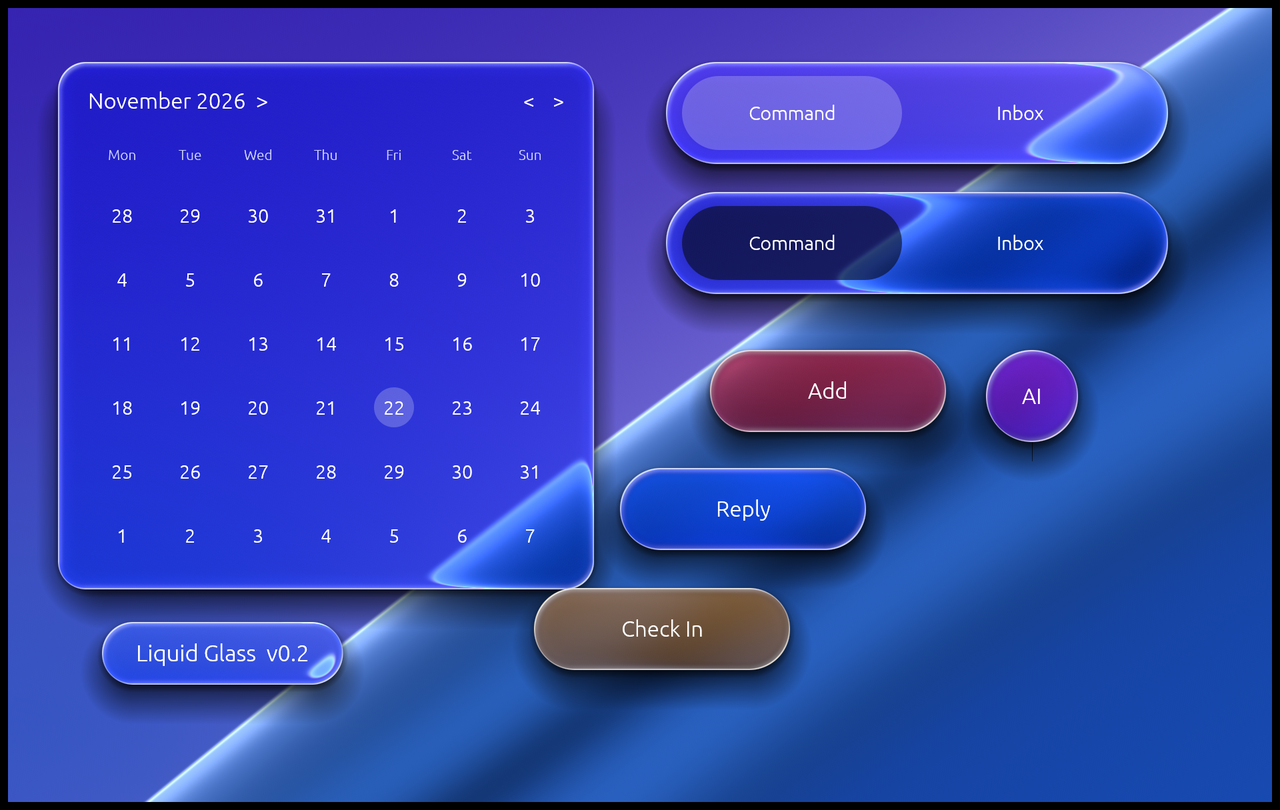 November 2026 > < >
Mon Tue Wed Thu Fri Sat Sun
28 29 30 31 1 2 3
4 5 6 7 8 9 10
11 12 13 14 15 16 17
18 19 20 21 22 23 24
25 26 27 28 29 30 31
1 2 3 4 5 6 7
Liquid Glass v0.2
Command Inbox
Command Inbox
Add
AI
Reply
Check In